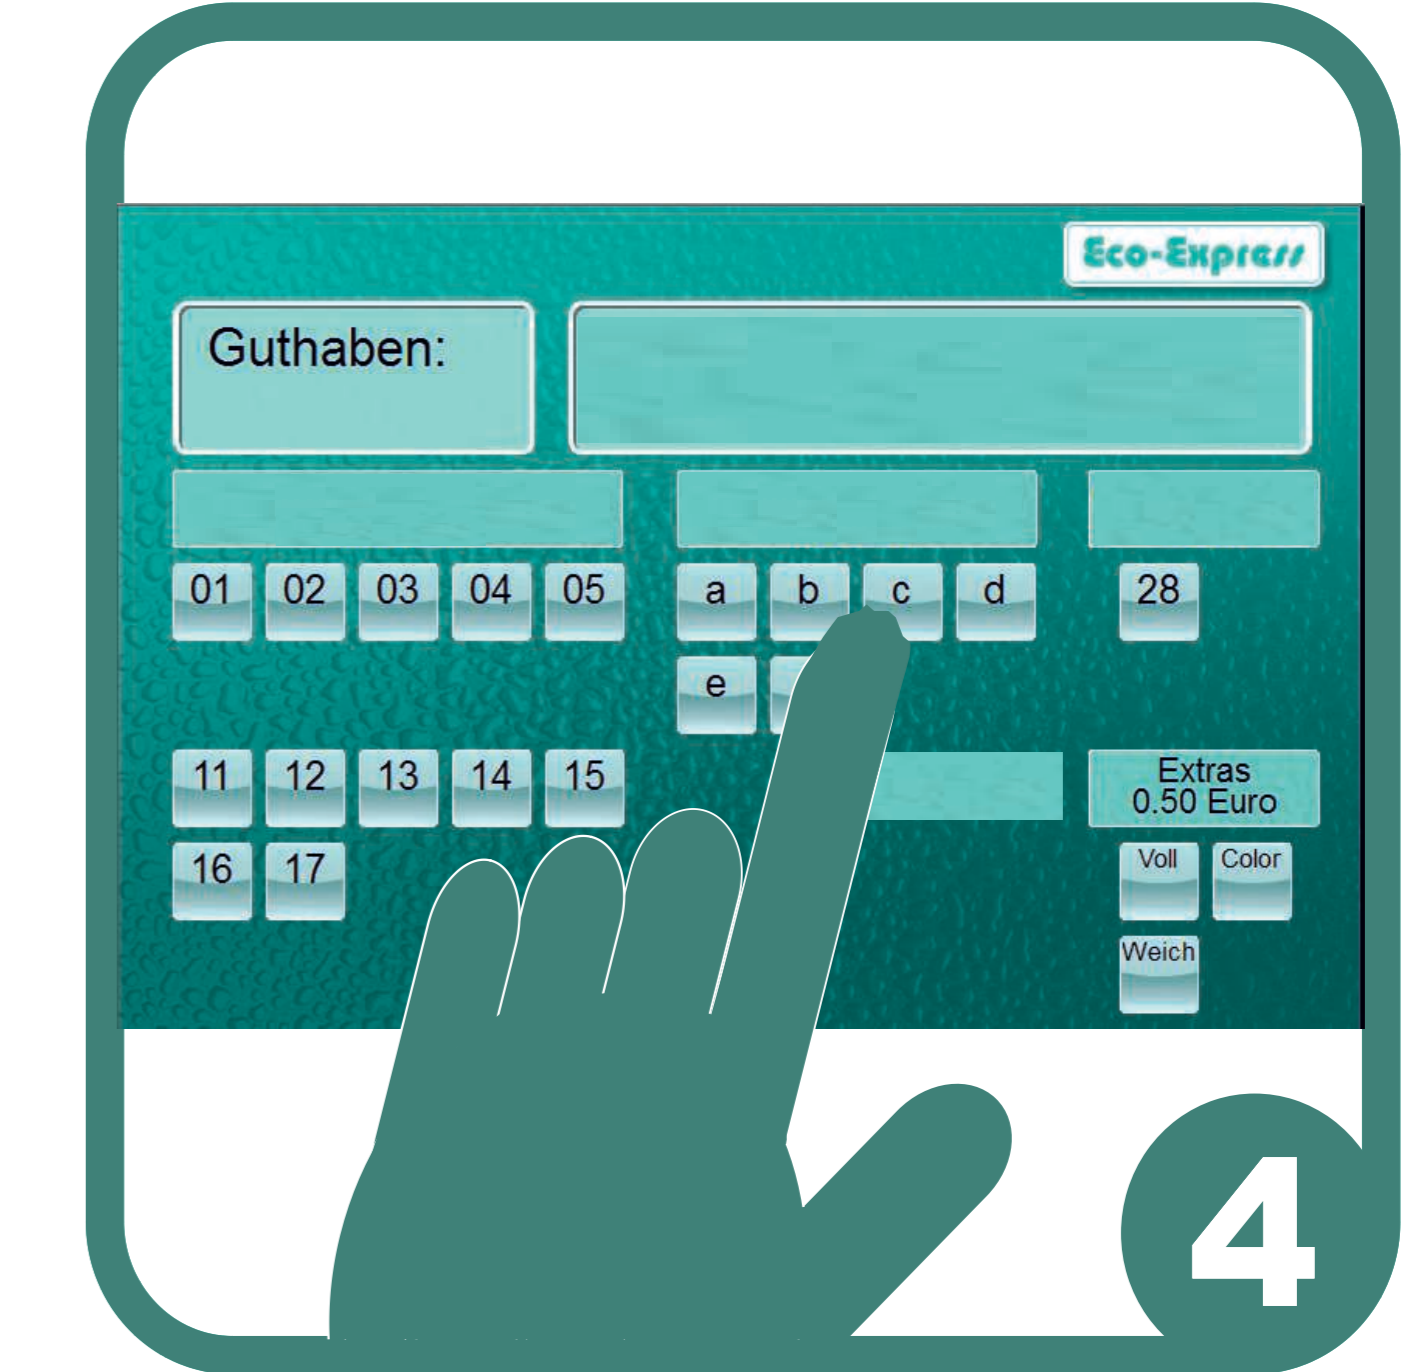 Eco-Express
Guthaben:
01 02 03 04 05 a b c d 28
e
11 12 13 14 15 Extras
0.50 Euro
16 17 Voll Color
Weich
4